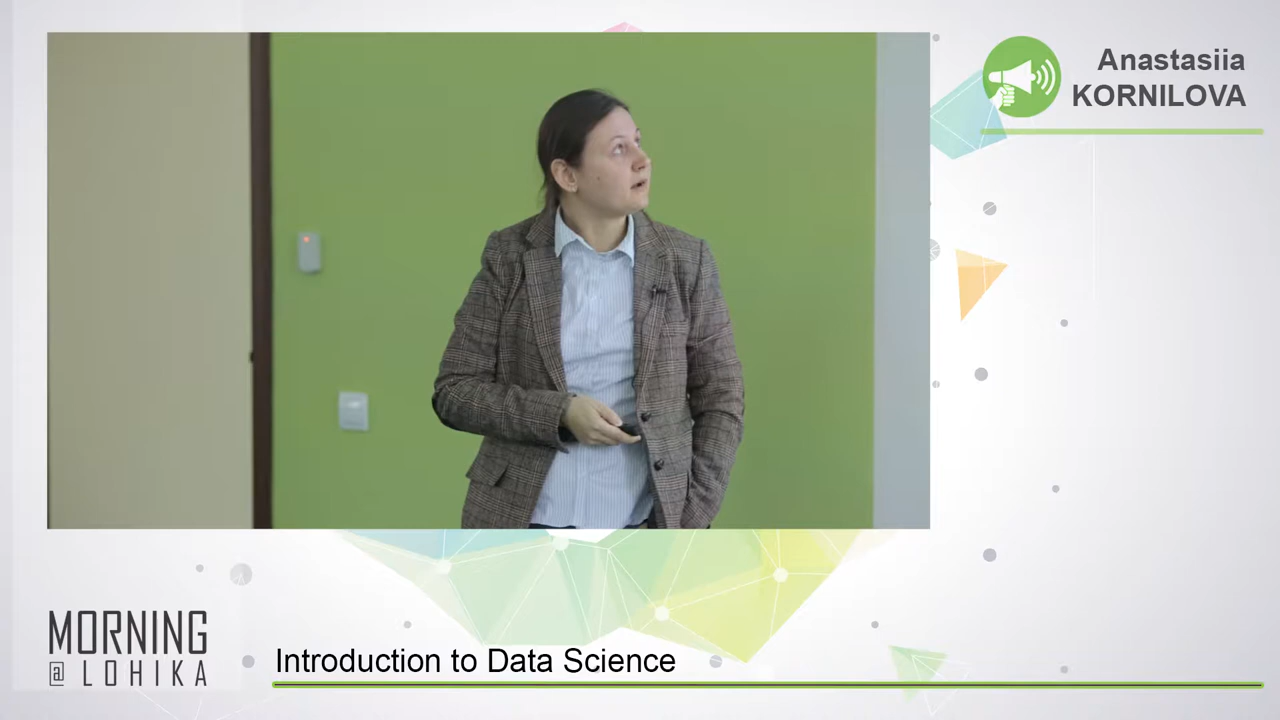 Anastasiia
KORNILOVA
MORNING
@ LOHIKA
Introduction to Data Science